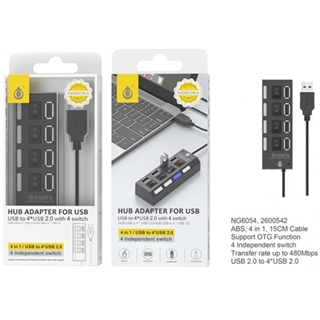 NG6054
HUB ADAPTER FOR USB
USB to 4*USB 2.0 with 4 switch
4 in 1 / USB to 4*USB 2.0
4 independent switch
HUB ADAPTER FOR USB
USB to 4*USB 2.0 with 4 switch
4 in 1 / USB to 4*USB 2.0
4 independent switch
NG6054, 2600542
ABS, 4 in 1, 15CM Cable
Support OTG Function
4 Independent switch
Transfer rate up to 480Mbps
USB 2.0 to 4*USB 2.0